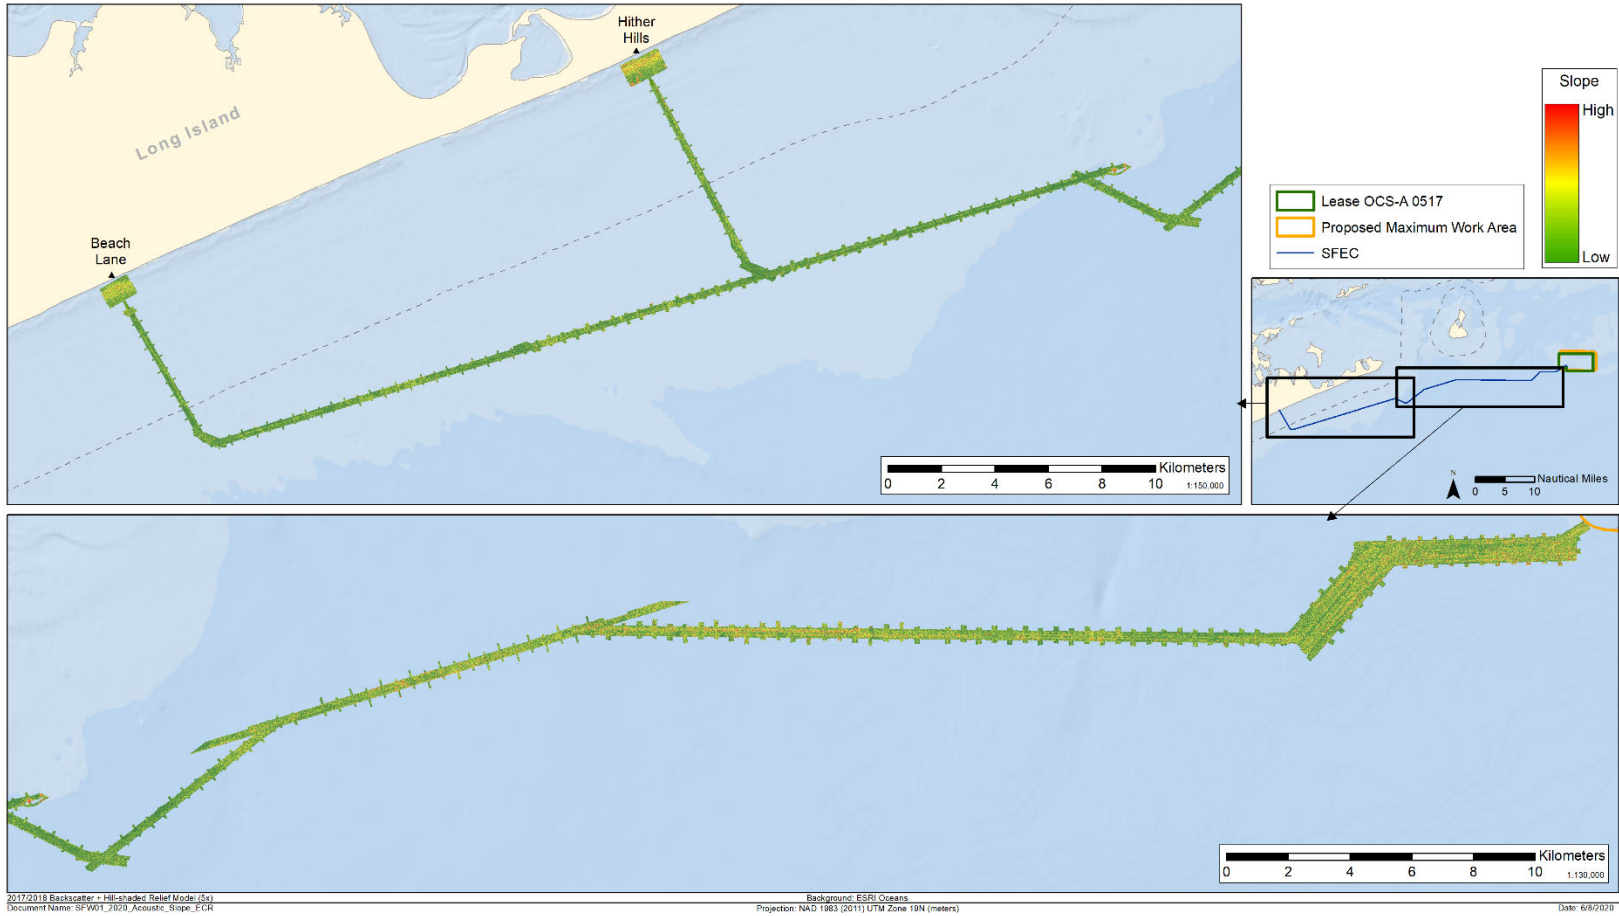 Hither
Hills
Long Island
Beach
Lane
Kilometers
0 2 4 6 8 10 1:150,000
Slope
High
Low
Lease OCS-A 0517
Proposed Maximum Work Area
SFEC
N
Nautical Miles
0 5 10
Kilometers
0 2 4 6 8 10 1:130,000
2017/2018 Backscatter + Hill-shaded Relief Model (5x)
Document Name: SFW01_2020_Acoustic_Slope_ECR
Background: ESRI Oceans
Projection: NAD 1983 (2011) UTM Zone 19N (meters)
Date: 6/8/2020